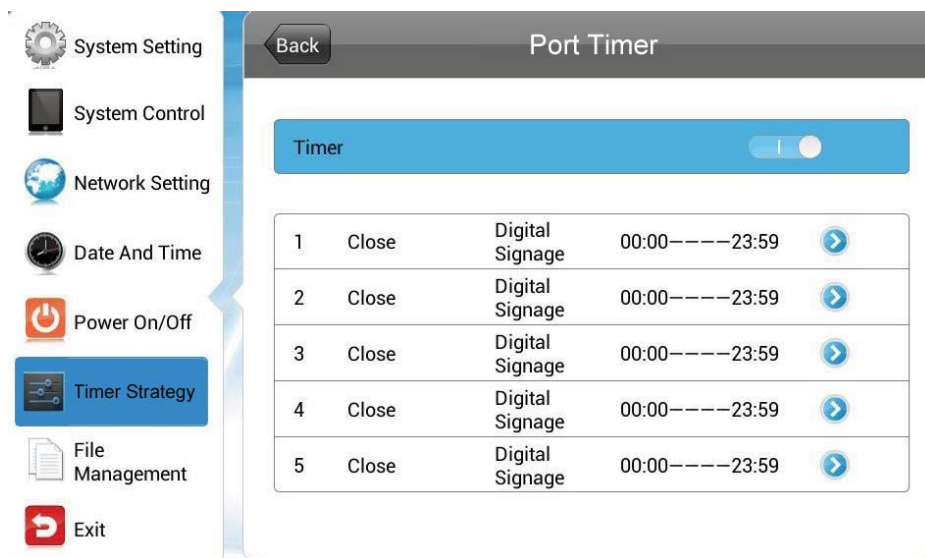 System Setting
System Control
Network Setting
Date And Time
Power On/Off
Timer Strategy
File
Management
Exit
Back
Port Timer
Timer
1 Close Digital Signage 00:00----23:59
2 Close Digital Signage 00:00----23:59
3 Close Digital Signage 00:00----23:59
4 Close Digital Signage 00:00----23:59
5 Close Digital Signage 00:00----23:59